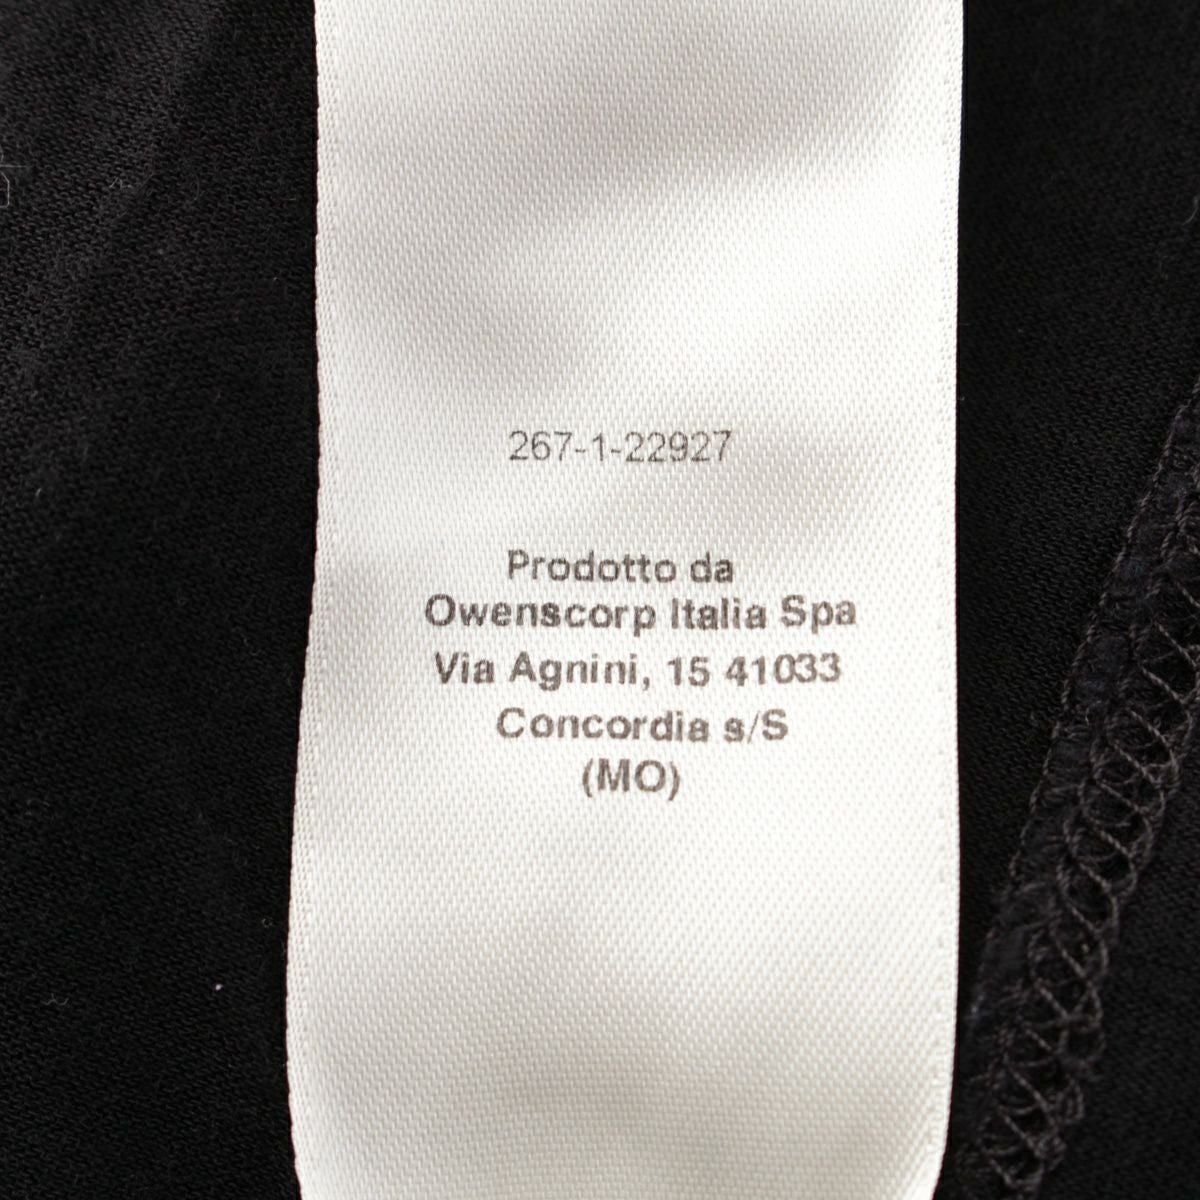 267-1-22927
Prodotto da
Owenscorp Italia Spa
Via Agnini, 15 41033
Concordia s/S
(MO)